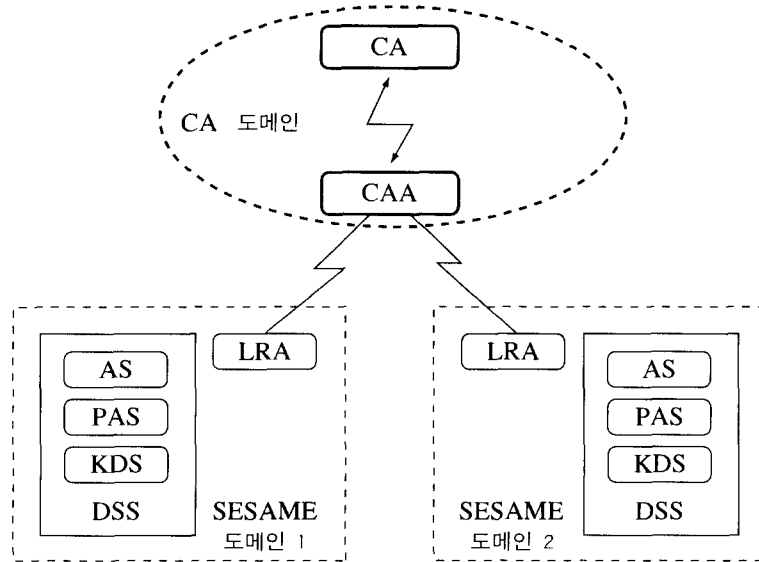 CA
CA 도메인
CAA
LRA
AS
PAS
KDS
DSS
SESAME
도메인 1
LRA
AS
PAS
KDS
DSS
SESAME
도메인 2